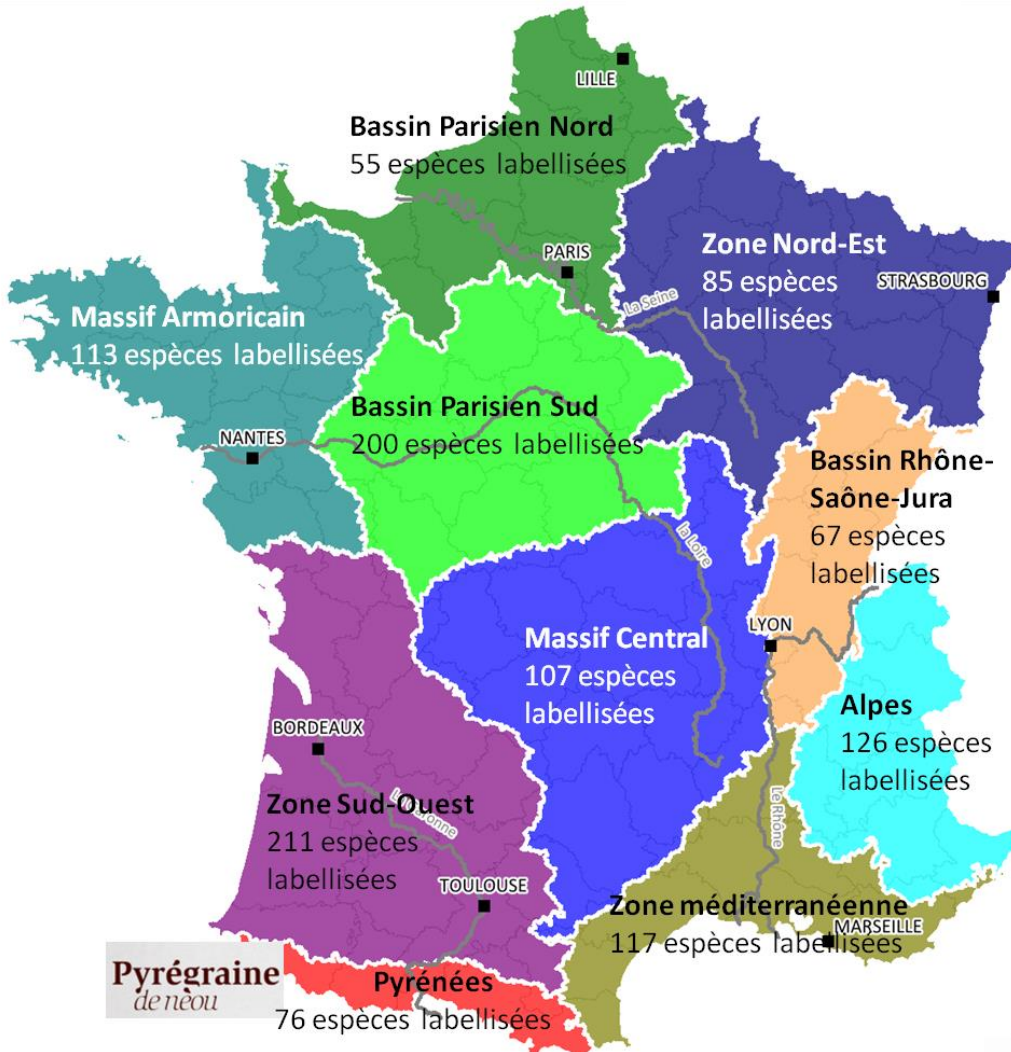 LILLE
Bassin Parisien Nord
55 espèces labellisées
PARIS
Zone Nord-Est
85 espèces
labellisées
STRASBOURG
La Seine
Massif Armoricain
113 espèces labellisées
Bassin Parisien Sud
200 espèces labellisées
NANTES
Bassin Rhône-
Saône-Jura
67 espèces
labellisées
la Loire
LYON
Massif Central
107 espèces
labellisées
Alpes
126 espèces
labellisées
BORDEAUX
Zone Sud-Ouest
211 espèces
labellisées
Le Rhône
TOULOUSE
Zone méditerranéenne
MARSEILLE
117 espèces labellisées
Pyrégraine
de nèou
Pyrénées
76 espèces labellisées